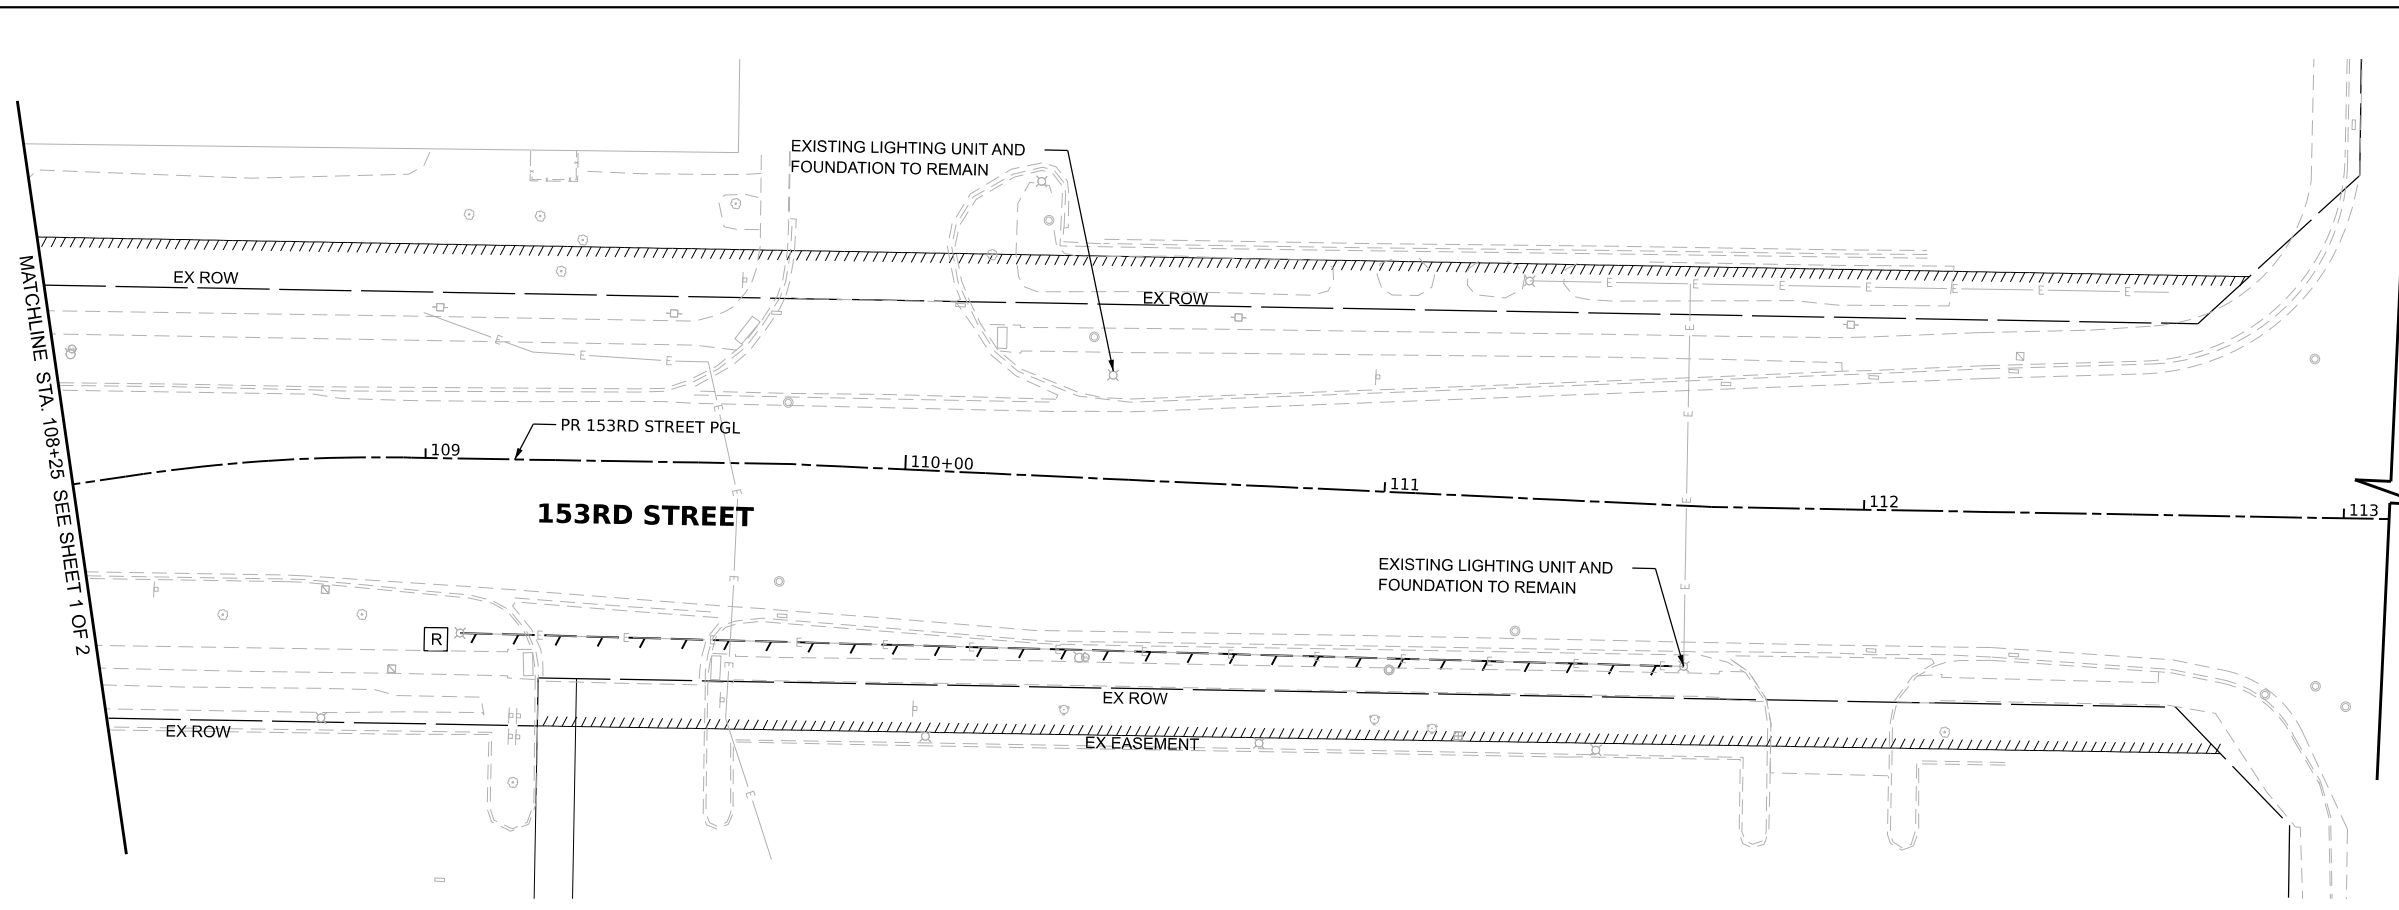 EXISTING LIGHTING UNIT AND
FOUNDATION TO REMAIN
MATCHLINE STA. 108+25 SEE SHEET 1 OF 2
EX ROW
EX ROW
E E E E E E E
E E E
E
E
PR 153RD STREET PGL
109
110+00
111
112
113
153RD STREET
EXISTING LIGHTING UNIT AND
FOUNDATION TO REMAIN
R
EX ROW
EX ROW
EX EASEMENT